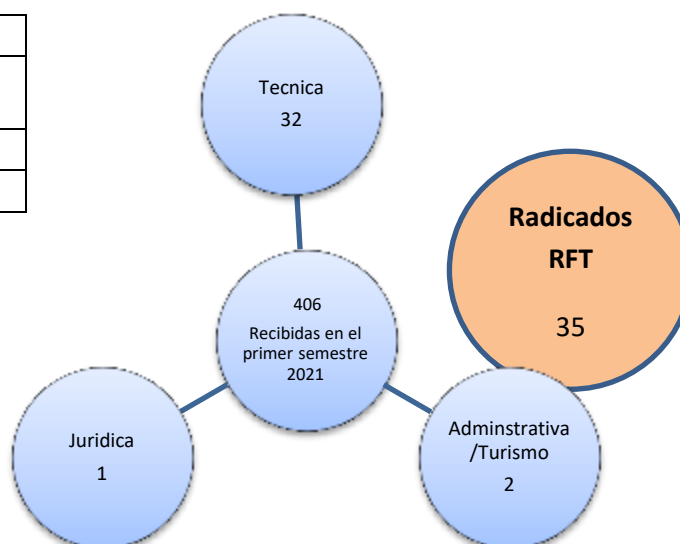 Tecnica
32
Radicados
RFT
35
406
Recibidas en el
primer semestre
2021
Juridica
1
Adminstrativa
/Turismo
2